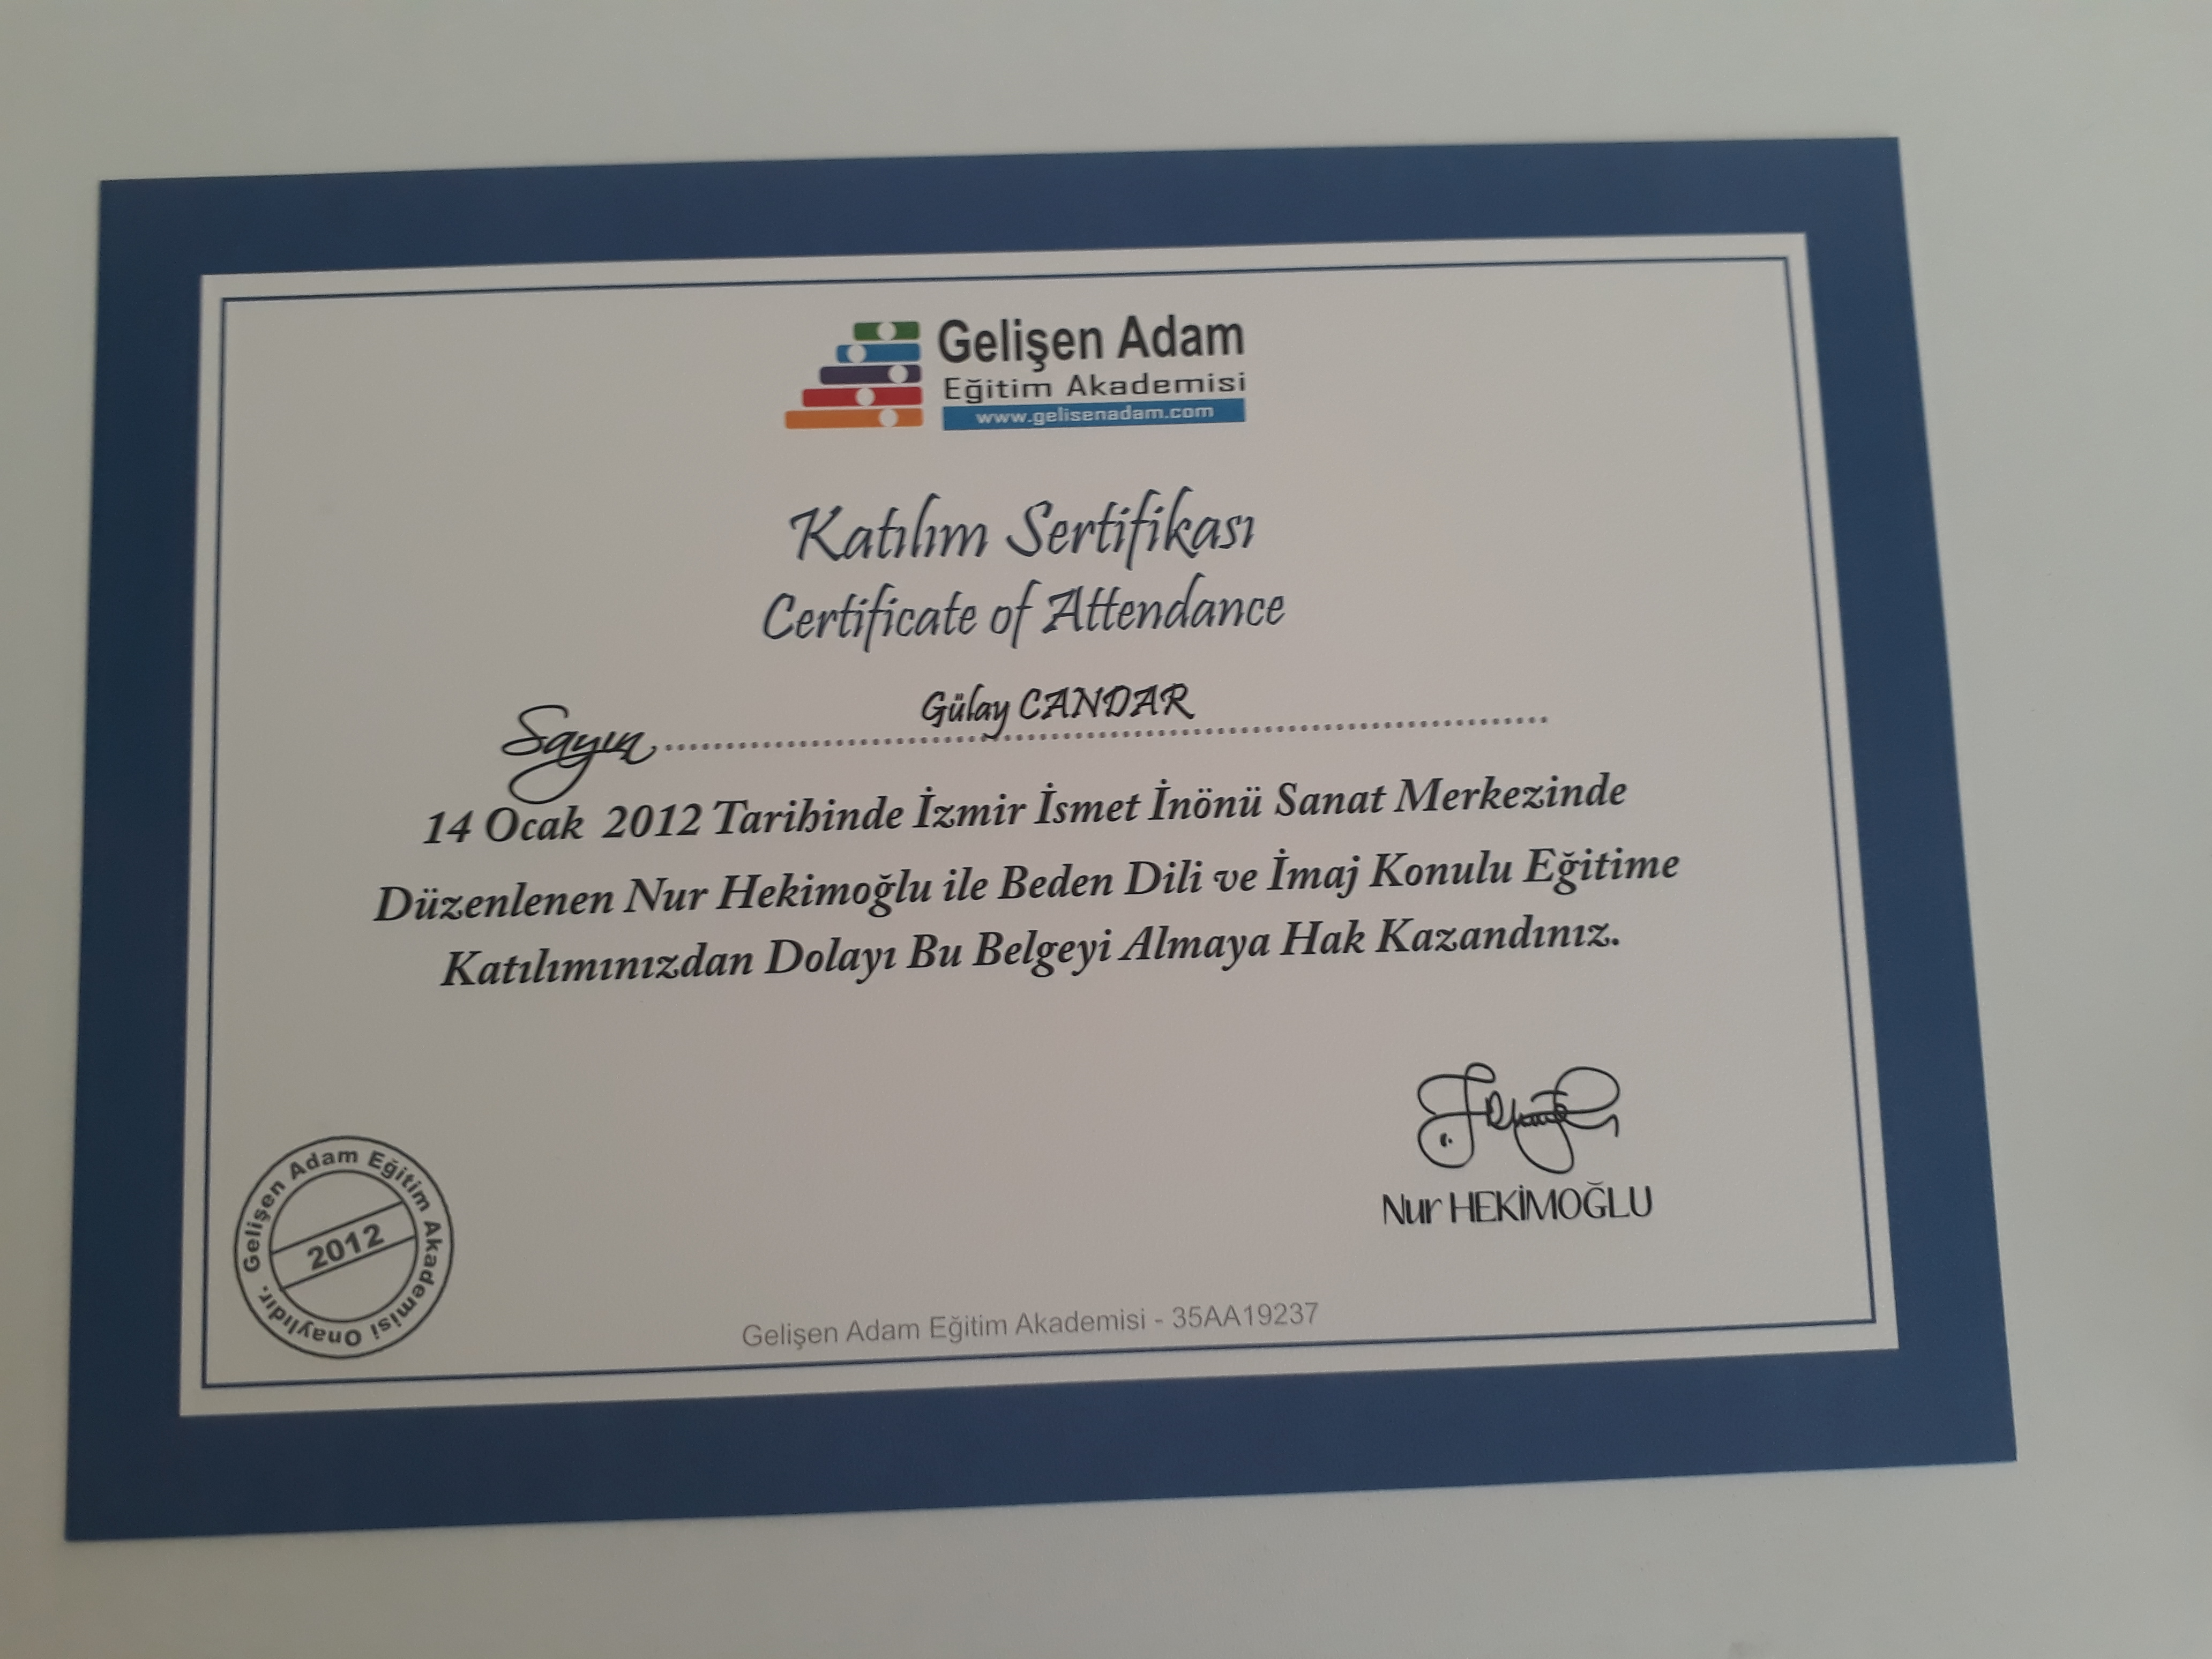 Gelişen Adam
Eğitim Akademisi
www.gelisenadam.com
Katılım Sertifikası
Certificate of Attendance
Sayın........................................................................
Gülay CANDAR
14 Ocak 2012 Tarihinde İzmir İsmet İnönü Sanat Merkezinde
Düzenlenen Nur Hekimoğlu ile Beden Dili ve İmaj Konulu Eğitime
Katılımınızdan Dolayı Bu Belgeyi Almaya Hak Kazandınız.
Nur HEKİMOĞLU
Gelişen Adam Eğitim Akademisi Onaylıdır.
2012
Gelişen Adam Eğitim Akademisi - 35AA19237